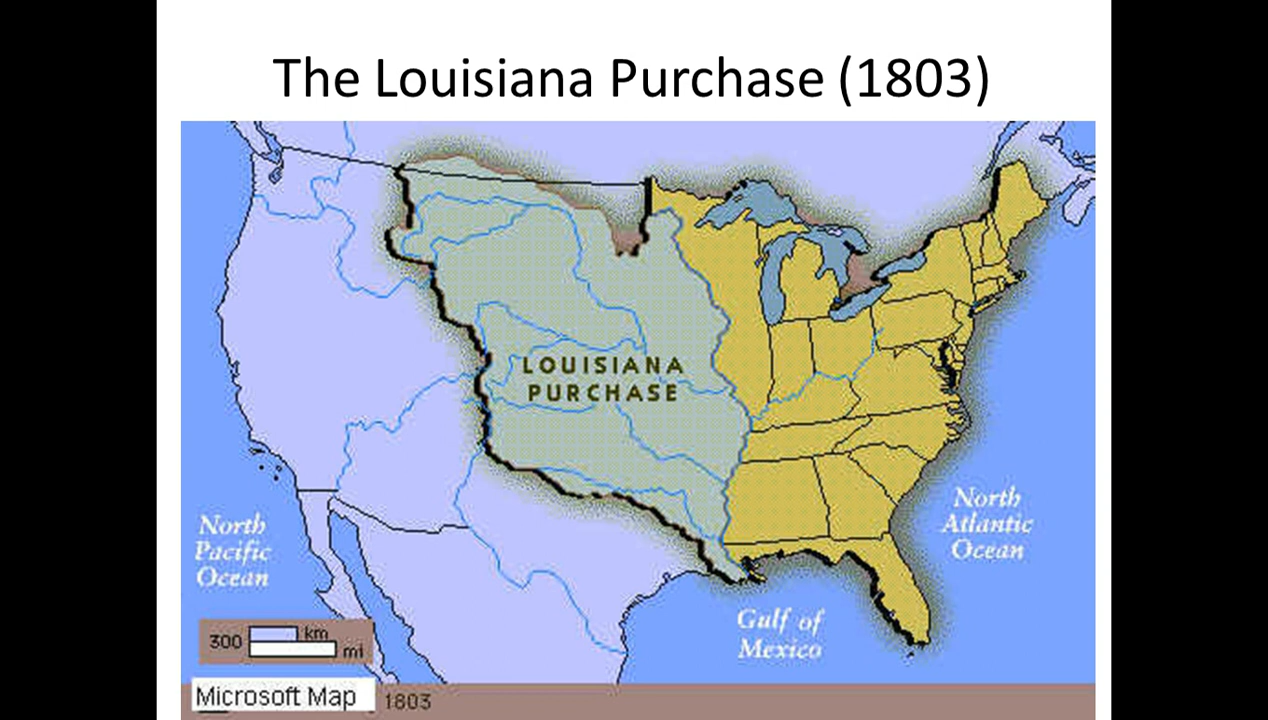 The Louisiana Purchase (1803)
LOUISIANA
PURCHASE
North
Pacific
Ocean
North
Atlantic
Ocean
Gulf of
Mexico
300 km
mi
Microsoft Map 1803